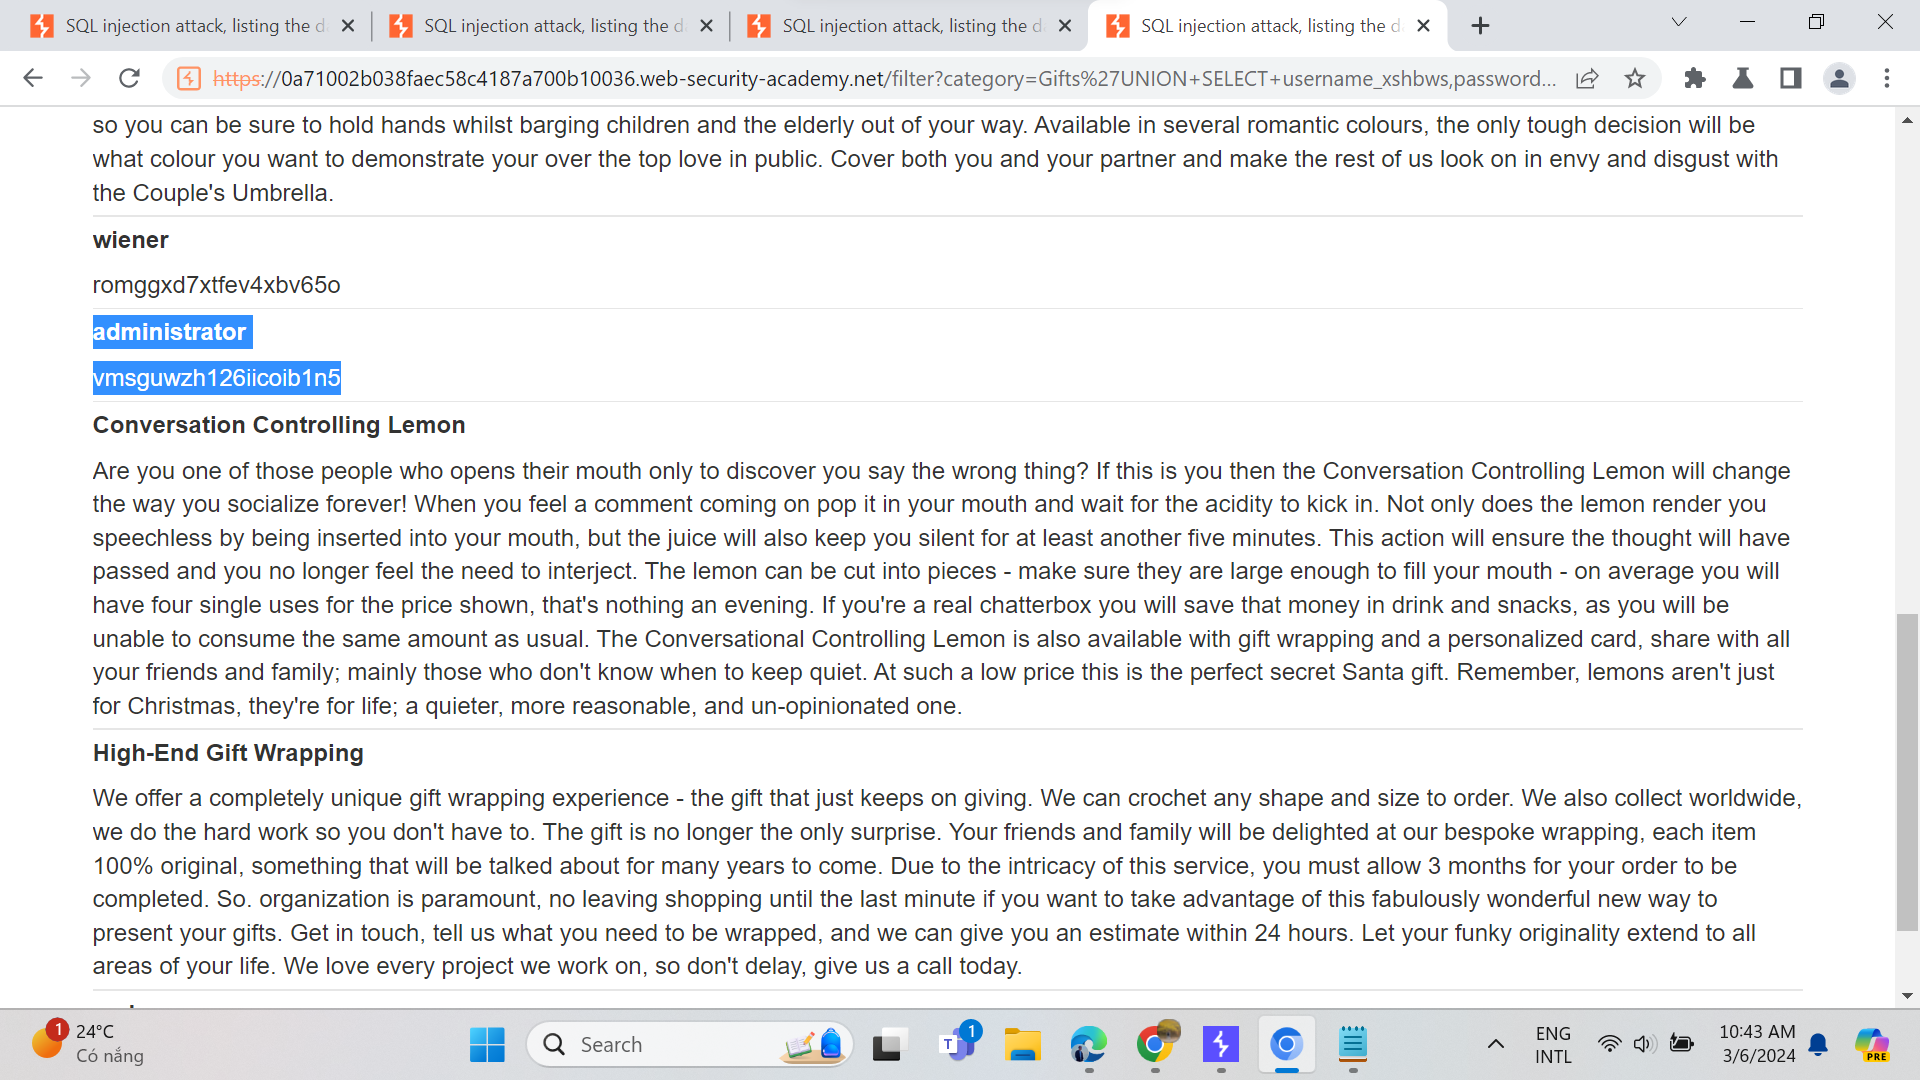 SQL injection attack, listing the d
SQL injection attack, listing the d
SQL injection attack, listing the d
SQL injection attack, listing the d
https://0a71002b038faec58c4187a700b10036.web-security-academy.net/filter?category=Gifts%27UNION+SELECT+username_xshbws,password...
so you can be sure to hold hands whilst barging children and the elderly out of your way. Available in several romantic colours, the only tough decision will be
what colour you want to demonstrate your over the top love in public. Cover both you and your partner and make the rest of us look on in envy and disgust with
the Couple's Umbrella.
wiener
romggxd7xtfev4xbv65o
administrator
vmsguwzh126iicoib1n5
Conversation Controlling Lemon
Are you one of those people who opens their mouth only to discover you say the wrong thing? If this is you then the Conversation Controlling Lemon will change
the way you socialize forever! When you feel a comment coming on pop it in your mouth and wait for the acidity to kick in. Not only does the lemon render you
speechless by being inserted into your mouth, but the juice will also keep you silent for at least another five minutes. This action will ensure the thought will have
passed and you no longer feel the need to interject. The lemon can be cut into pieces - make sure they are large enough to fill your mouth - on average you will
have four single uses for the price shown, that's nothing an evening. If you're a real chatterbox you will save that money in drink and snacks, as you will be
unable to consume the same amount as usual. The Conversational Controlling Lemon is also available with gift wrapping and a personalized card, share with all
your friends and family; mainly those who don't know when to keep quiet. At such a low price this is the perfect secret Santa gift. Remember, lemons aren't just
for Christmas, they're for life; a quieter, more reasonable, and un-opinionated one.
High-End Gift Wrapping
We offer a completely unique gift wrapping experience - the gift that just keeps on giving. We can crochet any shape and size to order. We also collect worldwide,
we do the hard work so you don't have to. The gift is no longer the only surprise. Your friends and family will be delighted at our bespoke wrapping, each item
100% original, something that will be talked about for many years to come. Due to the intricacy of this service, you must allow 3 months for your order to be
completed. So. organization is paramount, no leaving shopping until the last minute if you want to take advantage of this fabulously wonderful new way to
present your gifts. Get in touch, tell us what you need to be wrapped, and we can give you an estimate within 24 hours. Let your funky originality extend to all
areas of your life. We love every project we work on, so don't delay, give us a call today.
1
24°C
Có nắng
Search
T
1
ENG
INTL
10:43 AM
3/6/2024
PRE